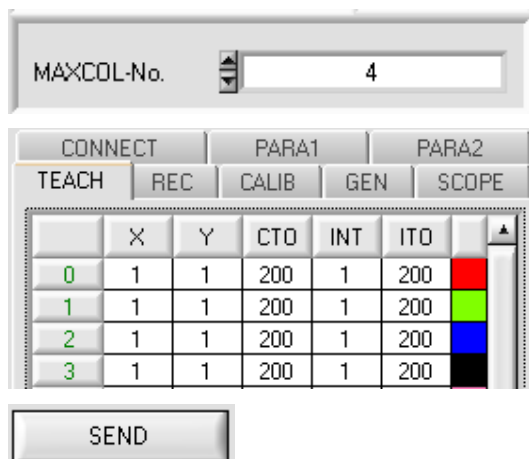 MAXCOL-No. 4
CONNECT PARA1 PARA2
TEACH REC CALIB GEN SCOPE
X Y CTO INT ITO
0 1 1 200 1 200
1 1 1 200 1 200
2 1 1 200 1 200
3 1 1 200 1 200
SEND